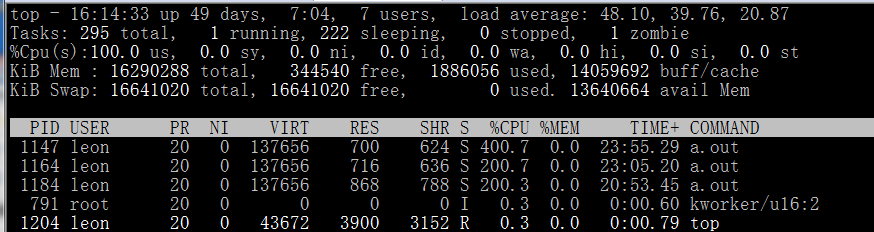 top - 16:14:33 up 49 days,  7:04,  7 users,  load average: 48.10, 39.76, 20.87
Tasks: 295 total,   1 running, 222 sleeping,   0 stopped,   1 zombie
%Cpu(s):100.0 us,  0.0 sy,  0.0 ni,  0.0 id,  0.0 wa,  0.0 hi,  0.0 si,  0.0 st
KiB Mem : 16290288 total,   344540 free,  1886056 used, 14059692 buff/cache
KiB Swap: 16641020 total, 16641020 free,        0 used. 13640664 avail Mem
  PID USER      PR  NI    VIRT    RES    SHR S  %CPU %MEM     TIME+ COMMAND
 1147 leon      20   0  137656    700    624 S 400.7  0.0  23:55.29 a.out
 1164 leon      20   0  137656    716    636 S 200.7  0.0  23:05.20 a.out
 1184 leon      20   0  137656    868    788 S 200.3  0.0  20:53.45 a.out
  791 root      20   0       0      0      0 I   0.3  0.0   0:00.60 kworker/u16:2
 1204 leon      20   0   43672   3900   3152 R   0.3  0.0   0:00.79 top